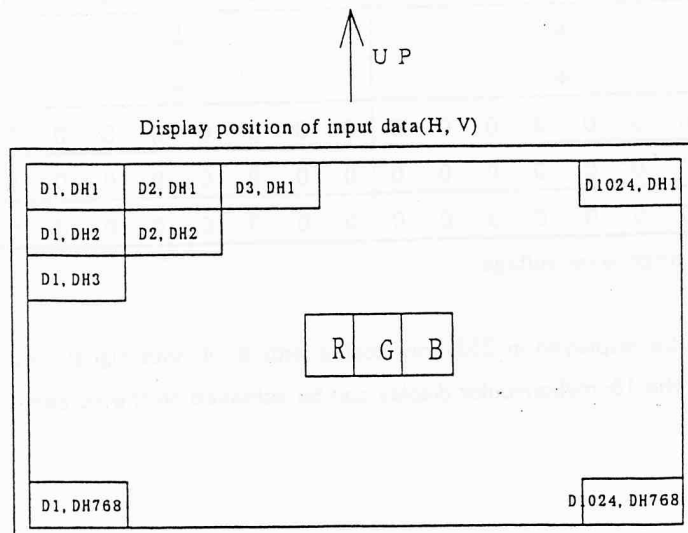 UP
Display position of input data(H, V)
D1, DH1 D2, DH1 D3, DH1 D1024, DH1
D1, DH2 D2, DH2
D1, DH3
R G B
D1, DH768 D1024, DH768